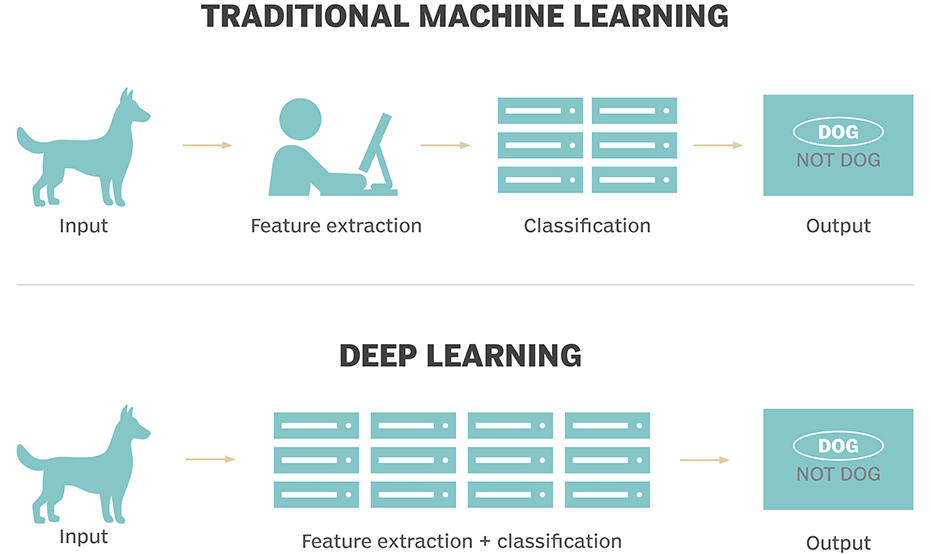 TRADITIONAL MACHINE LEARNING
DOG
NOT DOG
Input
Feature extraction
Classification
Output
DEEP LEARNING
DOG
NOT DOG
Input
Feature extraction + classification
Output